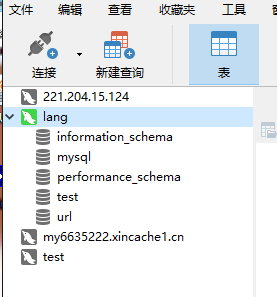 文件 编辑 查看 收藏夹 工具
连接 新建查询 表
221.204.15.124
lang
information_schema
mysql
performance_schema
test
url
my6635222.xincache1.cn
test